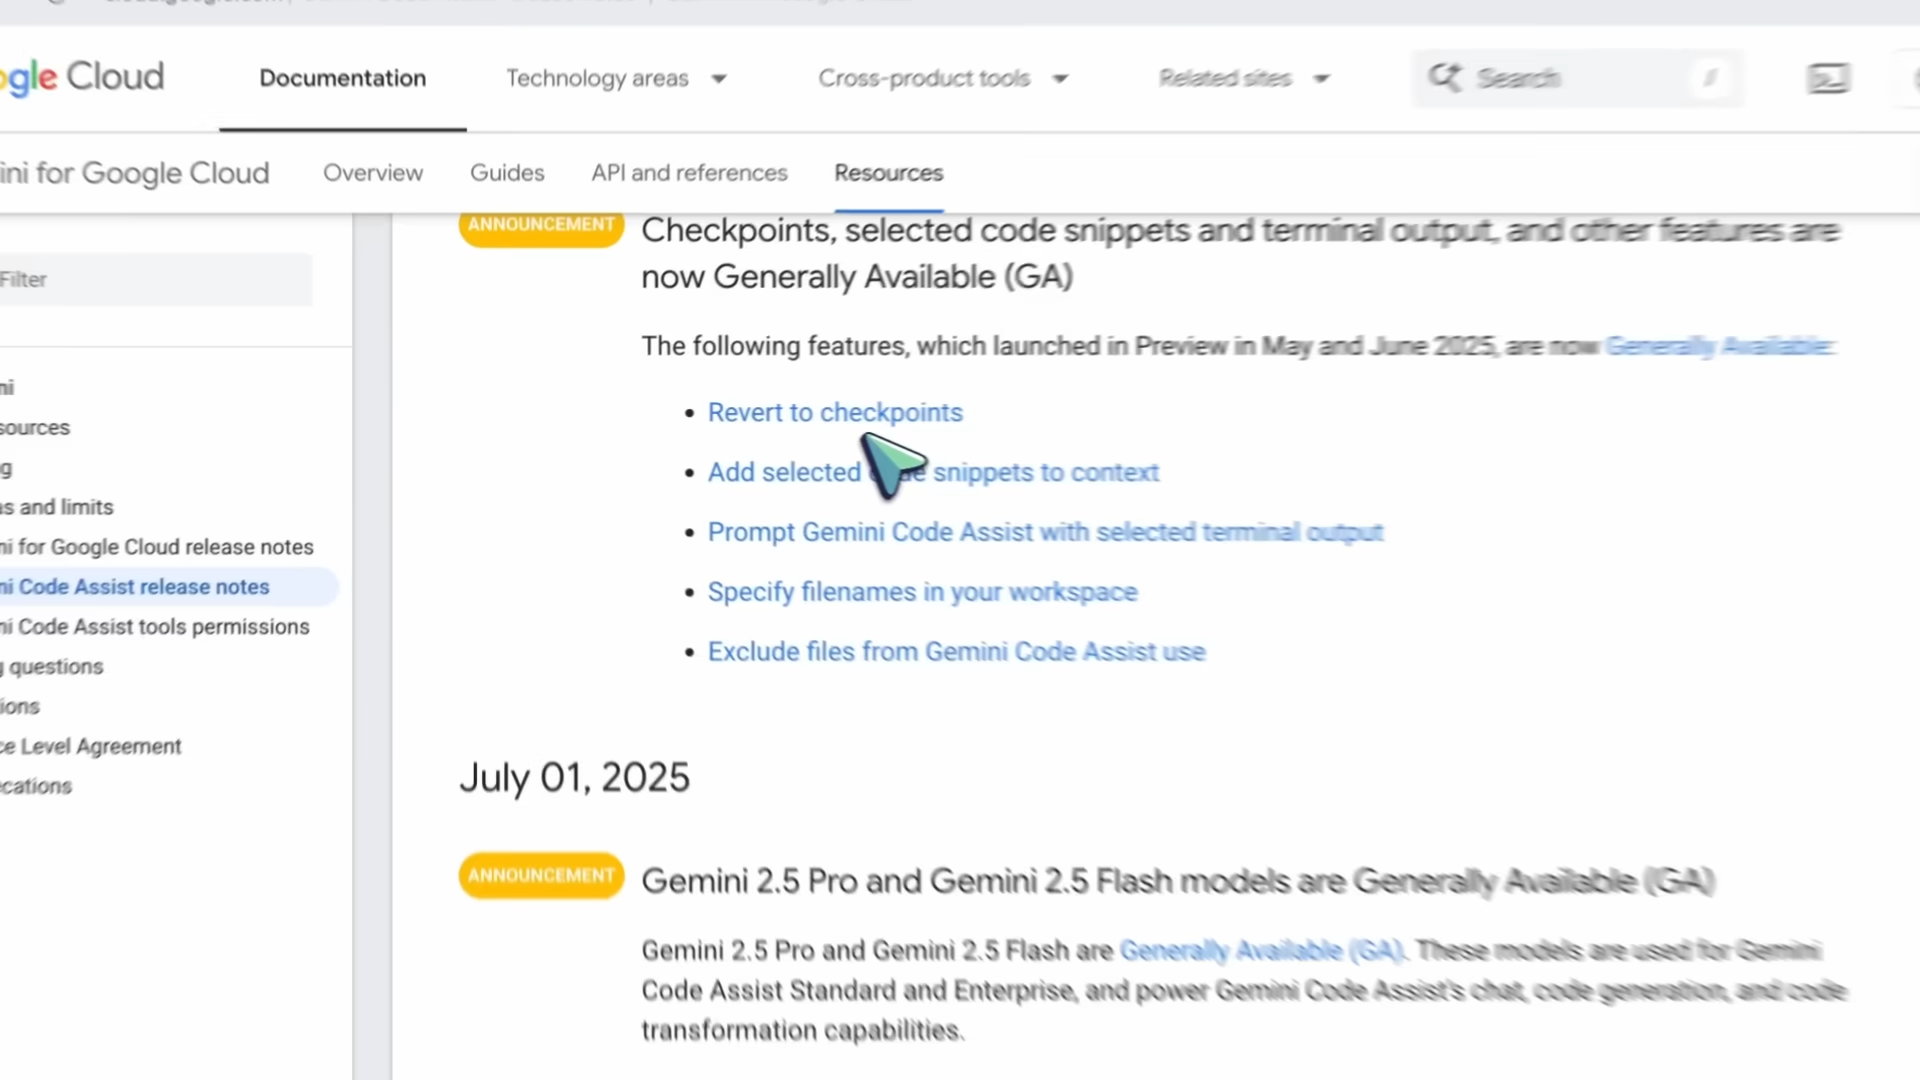 ogle Cloud
Documentation
Technology areas
Cross-product tools
Related sites
Search
/
ini for Google Cloud
Overview
Guides
API and references
Resources
Filter
ni
sources
g
s and limits
ni for Google Cloud release notes
ni Code Assist release notes
ni Code Assist tools permissions
g questions
ions
ce Level Agreement
cations
ANNOUNCEMENT
Checkpoints, selected code snippets and terminal output, and other features are
now Generally Available (GA)
The following features, which launched in Preview in May and June 2025, are now Generally Available:
• Revert to checkpoints
• Add selected snippets to context
• Prompt Gemini Code Assist with selected terminal output
• Specify filenames in your workspace
• Exclude files from Gemini Code Assist use
July 01, 2025
ANNOUNCEMENT
Gemini 2.5 Pro and Gemini 2.5 Flash models are Generally Available (GA)
Gemini 2.5 Pro and Gemini 2.5 Flash are Generally Available (GA). These models are used for Gemini
Code Assist Standard and Enterprise, and power Gemini Code Assist's chat, code generation, and code
transformation capabilities.